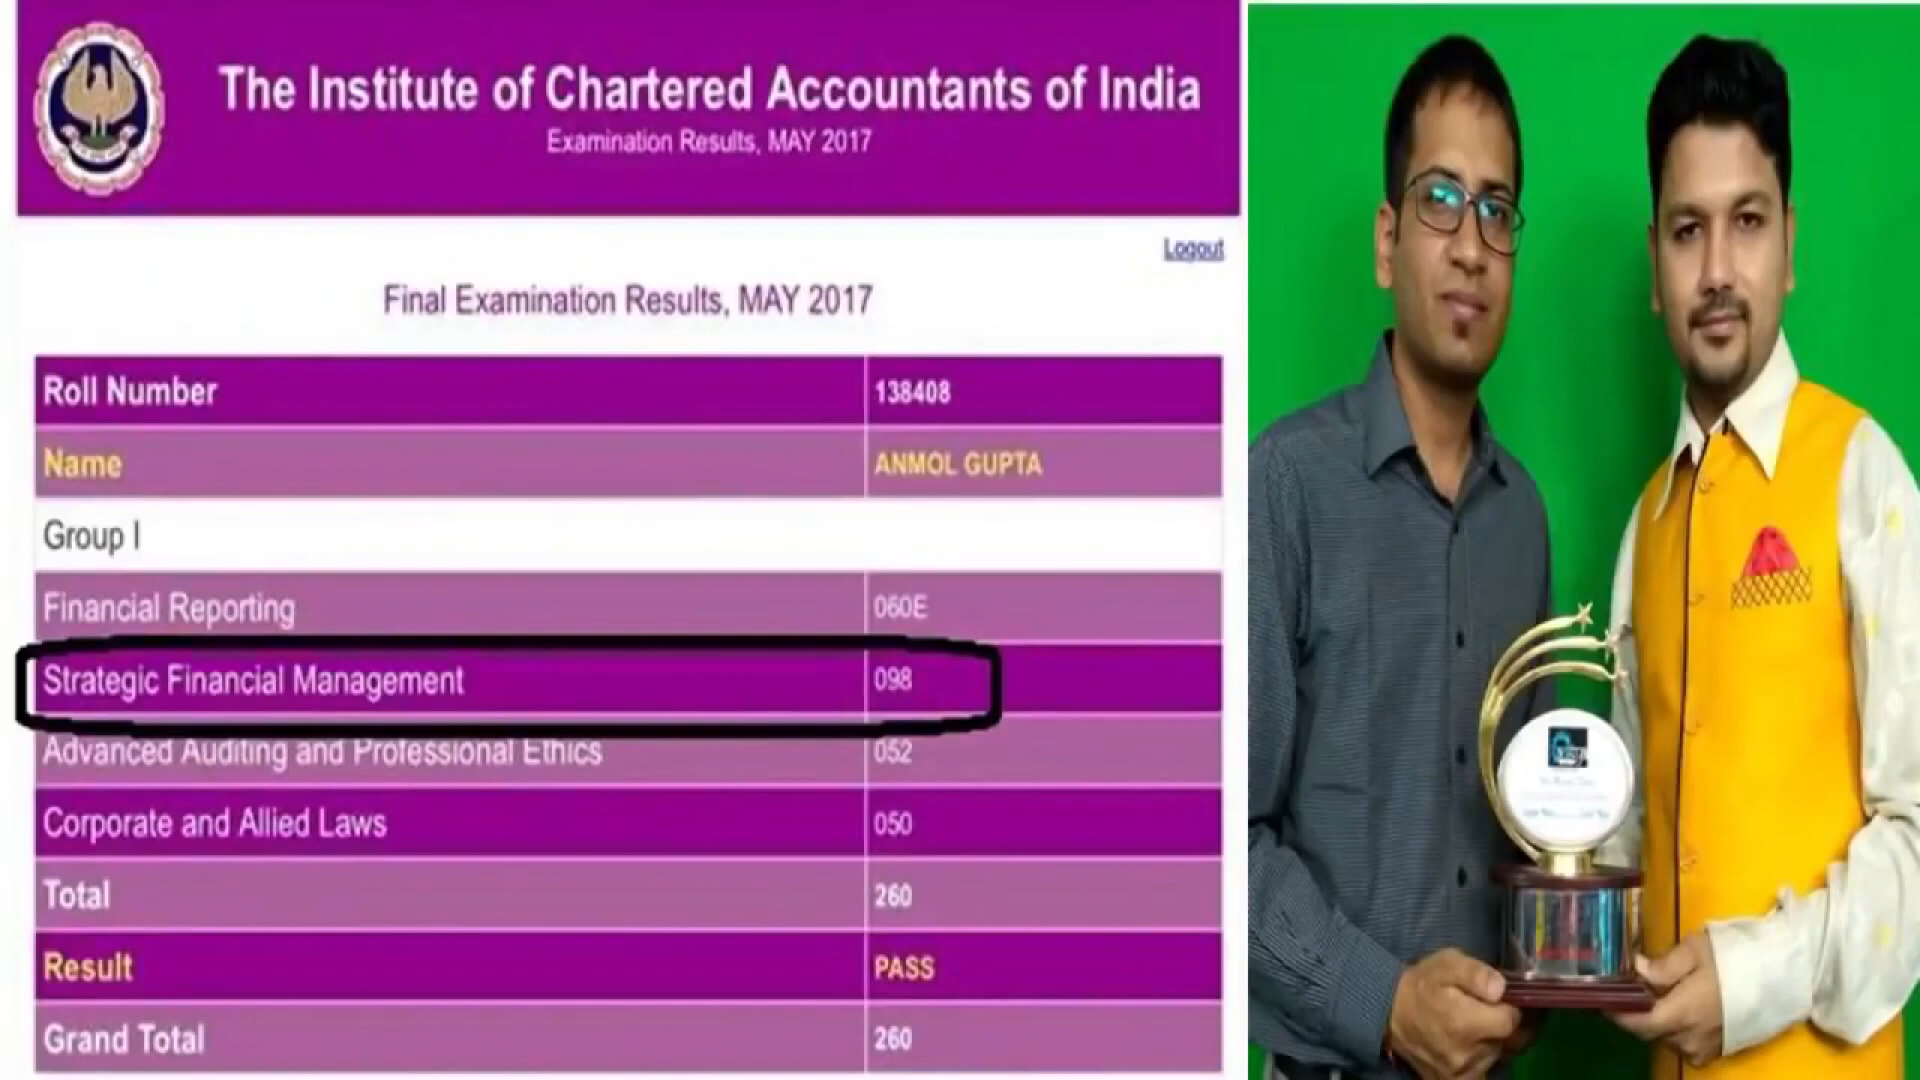 The Institute of Chartered Accountants of India
Examination Results, MAY 2017
Logout
Final Examination Results, MAY 2017
Roll Number 138408
Name ANMOL GUPTA
Group I
Financial Reporting 060E
Strategic Financial Management 098
Advanced Auditing and Professional Ethics 052
Corporate and Allied Laws 050
Total 260
Result PASS
Grand Total 260